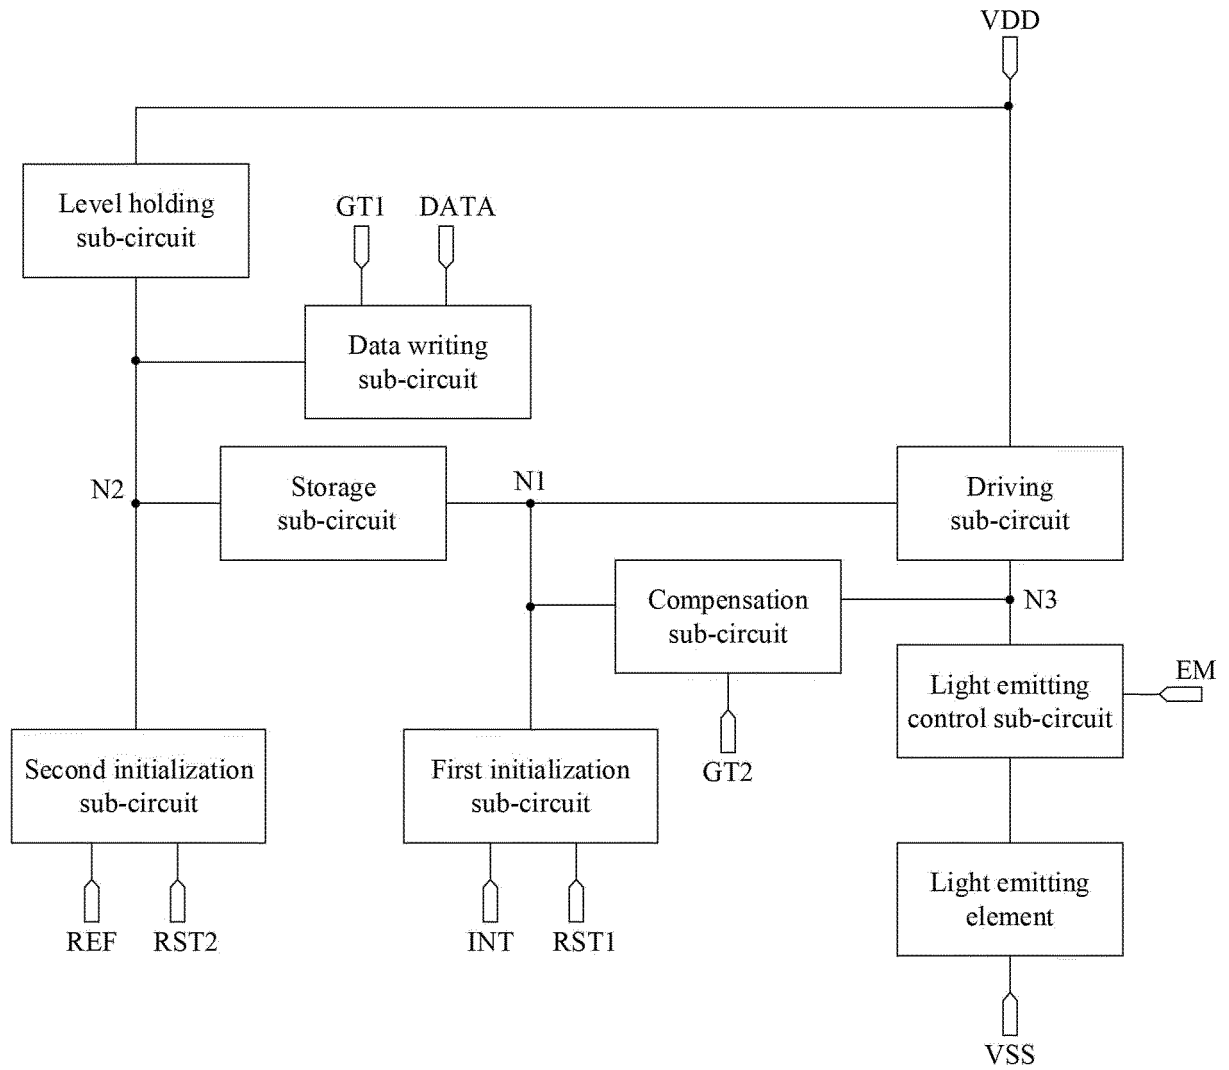 VDD
Level holding
sub-circuit
GT1
DATA
Data writing
sub-circuit
N2
Storage
sub-circuit
N1
Driving
sub-circuit
Compensation
sub-circuit
N3
Light emitting
control sub-circuit
EM
Second initialization
sub-circuit
First initialization
sub-circuit
GT2
Light emitting
element
REF
RST2
INT
RST1
VSS